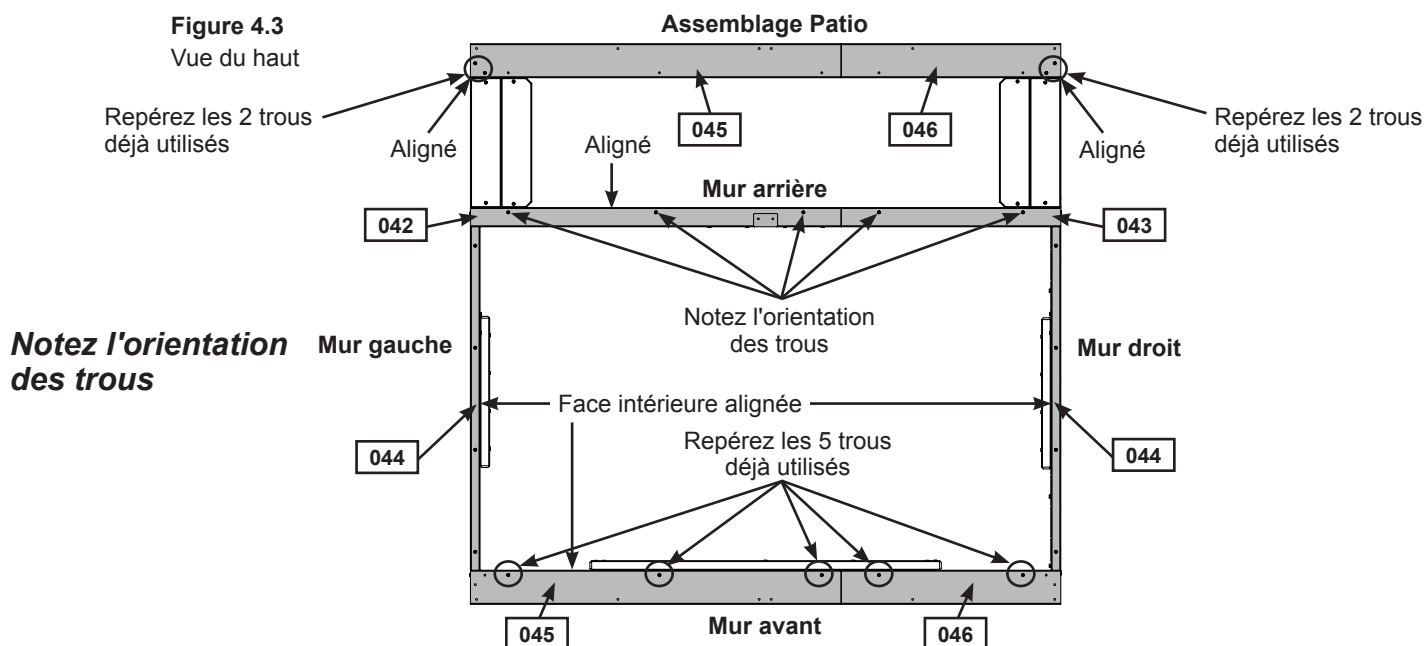 Figure 4.3
Vue du haut
Assemblage Patio
Repérez les 2 trous
déjà utilisés
Aligné
Aligné
045
046
Aligné
Repérez les 2 trous
déjà utilisés
Mur arrière
042
043
Notez l'orientation
des trous
Notez l'orientation
des trous
Mur gauche
Mur droit
Face intérieure alignée
044
Repérez les 5 trous
déjà utilisés
044
045
Mur avant
046